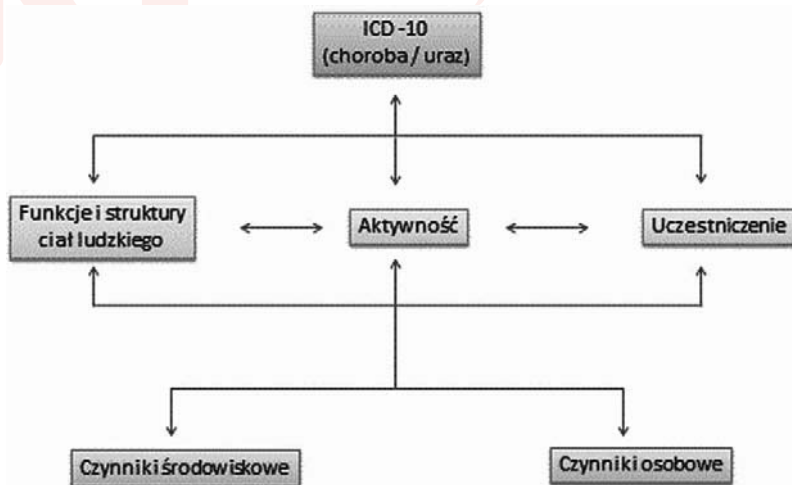 ICD-10
(choroba / uraz)
Funkcje i struktury
ciał ludzkiego
Aktywność
Uczestniczenie
Czynniki środowiskowe
Czynniki osobowe